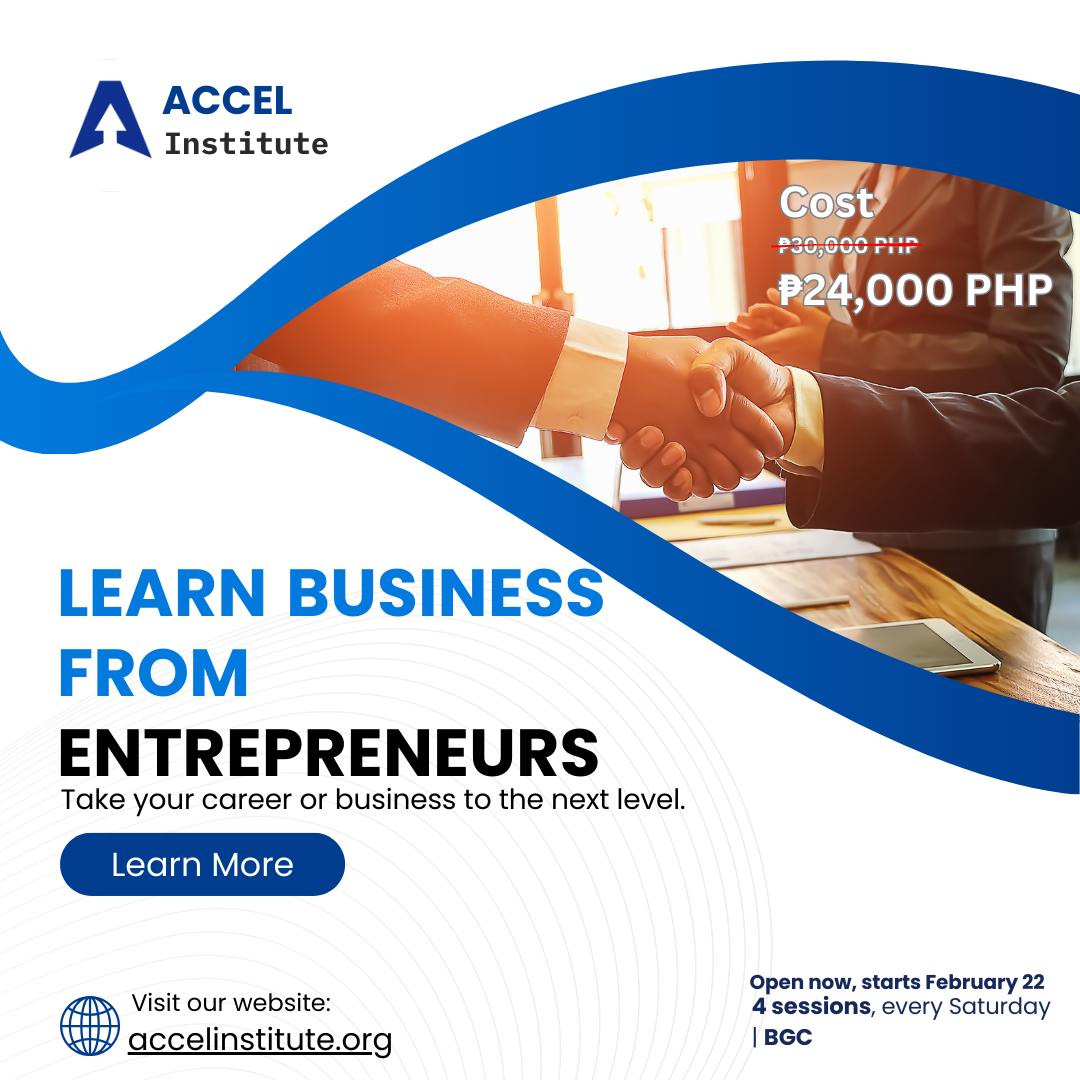 ACCEL
Institute
Cost
₱30,000 PHP
₱24,000 PHP
LEARN BUSINESS
FROM
ENTREPRENEURS
Take your career or business to the next level.
Learn More
Visit our website:
accelinstitute.org
Open now, starts February 22
4 sessions, every Saturday
| BGC